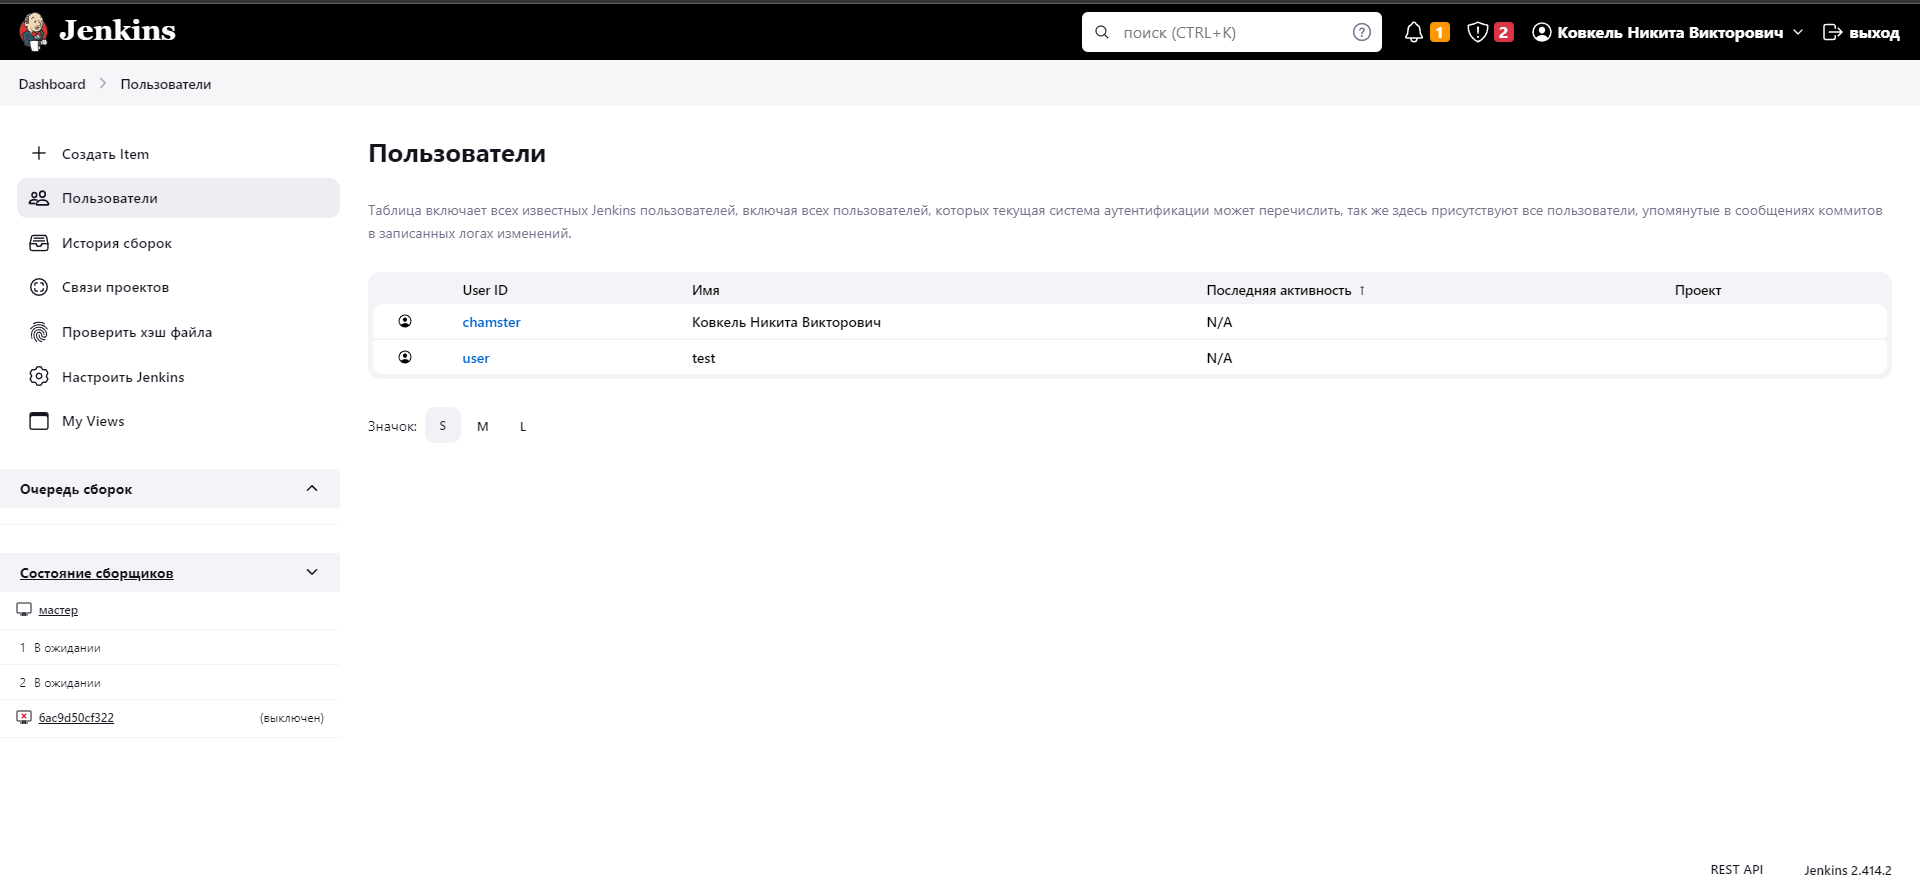 Jenkins
поиск (CTRL+K)
1
2
Ковкель Никита Викторович
выход
Dashboard
Пользователи
Создать Item
Пользователи
История сборок
Связи проектов
Проверить хэш файла
Настроить Jenkins
My Views
Очередь сборок
Состояние сборщиков
мастер
1 В ожидании
2 В ожидании
6ac9d50cf322 (выключен)
Пользователи
Таблица включает всех известных Jenkins пользователей, включая всех пользователей, которых текущая система аутентификации может перечислить, так же здесь присутствуют все пользователи, упомянутые в сообщениях коммитов
в записанных логах изменений.
User ID Имя Последняя активность ↑ Проект
chamster Ковкель Никита Викторович N/A
user test N/A
Значок: S M L
REST API Jenkins 2.414.2